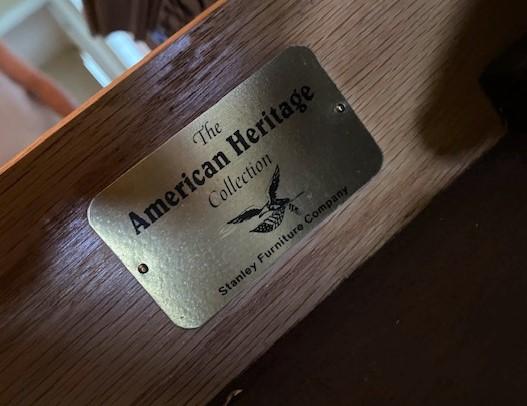 The
American Heritage
Collection
Stanley Furniture Company